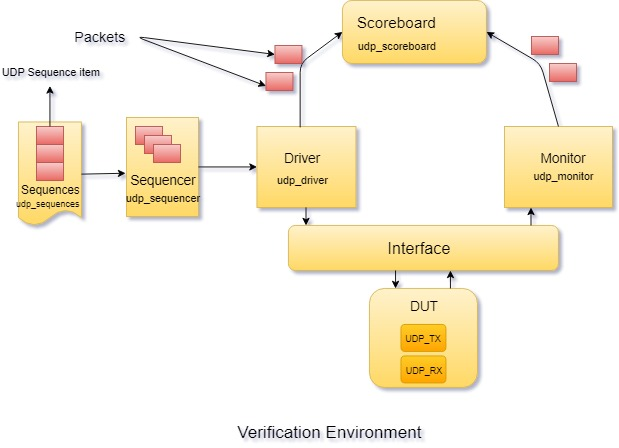 Scoreboard
udp_scoreboard
Packets
UDP Sequence item
Sequences
udp_sequences
Sequencer
udp_sequencer
Driver
udp_driver
Monitor
udp_monitor
Interface
DUT
UDP_TX
UDP_RX
Verification Environment